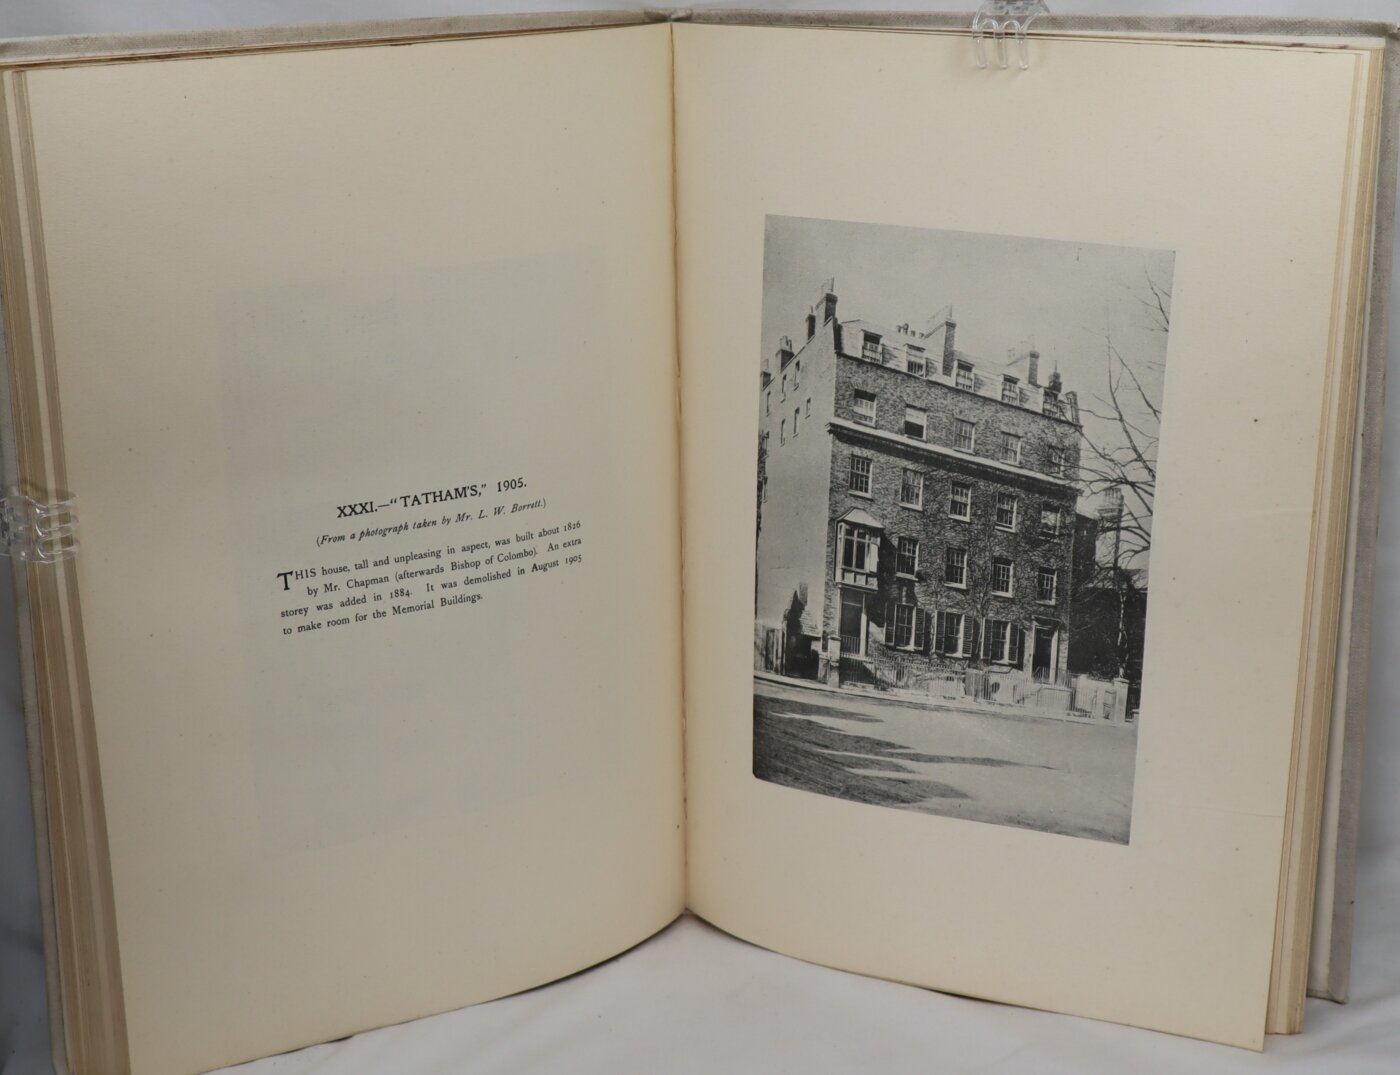 XXXI.—"TATHAM'S," 1905.
(From a photograph taken by Mr. L. W. Borrett.)
THIS house, tall and unpleasing in aspect, was built about 1826
by Mr. Chapman (afterwards Bishop of Colombo). An extra
storey was added in 1884. It was demolished in August 1905
to make room for the Memorial Buildings.